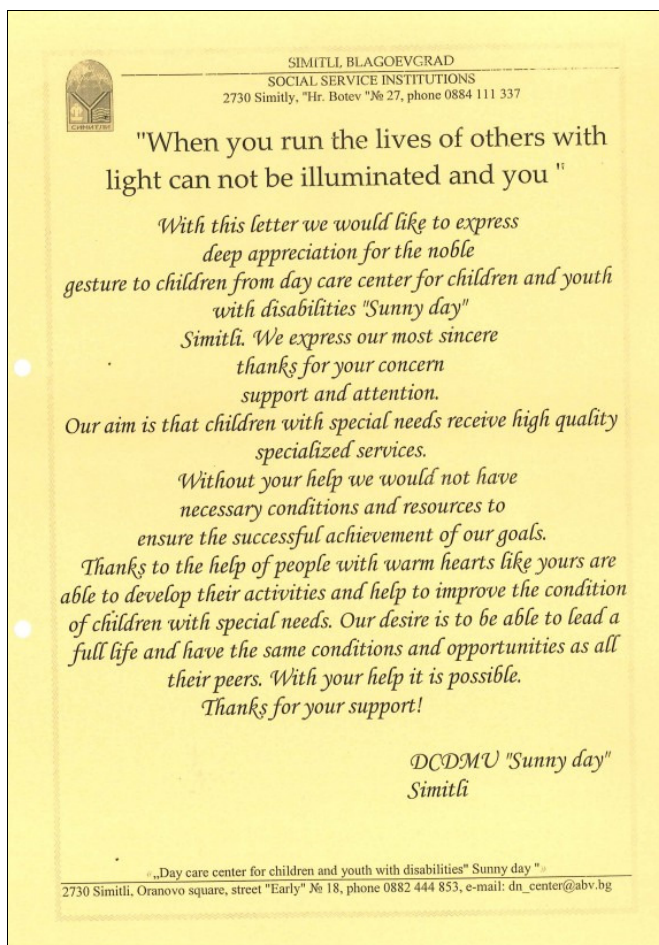 СИМИТЛИ
SIMITLI, BLAGOEVGRAD
SOCIAL SERVICE INSTITUTIONS
2730 Simitly, "Hr. Botev "№ 27, phone 0884 111 337
"When you run the lives of others with
light can not be illuminated and you "
With this letter we would like to express
deep appreciation for the noble
gesture to children from day care center for children and youth
with disabilities "Sunny day"
Simitli. We express our most sincere
thanks for your concern
support and attention.
Our aim is that children with special needs receive high quality
specialized services.
Without your help we would not have
necessary conditions and resources to
ensure the successful achievement of our goals.
Thanks to the help of people with warm hearts like yours are
able to develop their activities and help to improve the condition
of children with special needs. Our desire is to be able to lead a
full life and have the same conditions and opportunities as all
their peers. With your help it is possible.
Thanks for your support!
DCDMU "Sunny day"
Simitli
„Day care center for children and youth with disabilities" Sunny day "
2730 Simitli, Oranovo square, street "Early" № 18, phone 0882 444 853, e-mail: dn_center@abv.bg